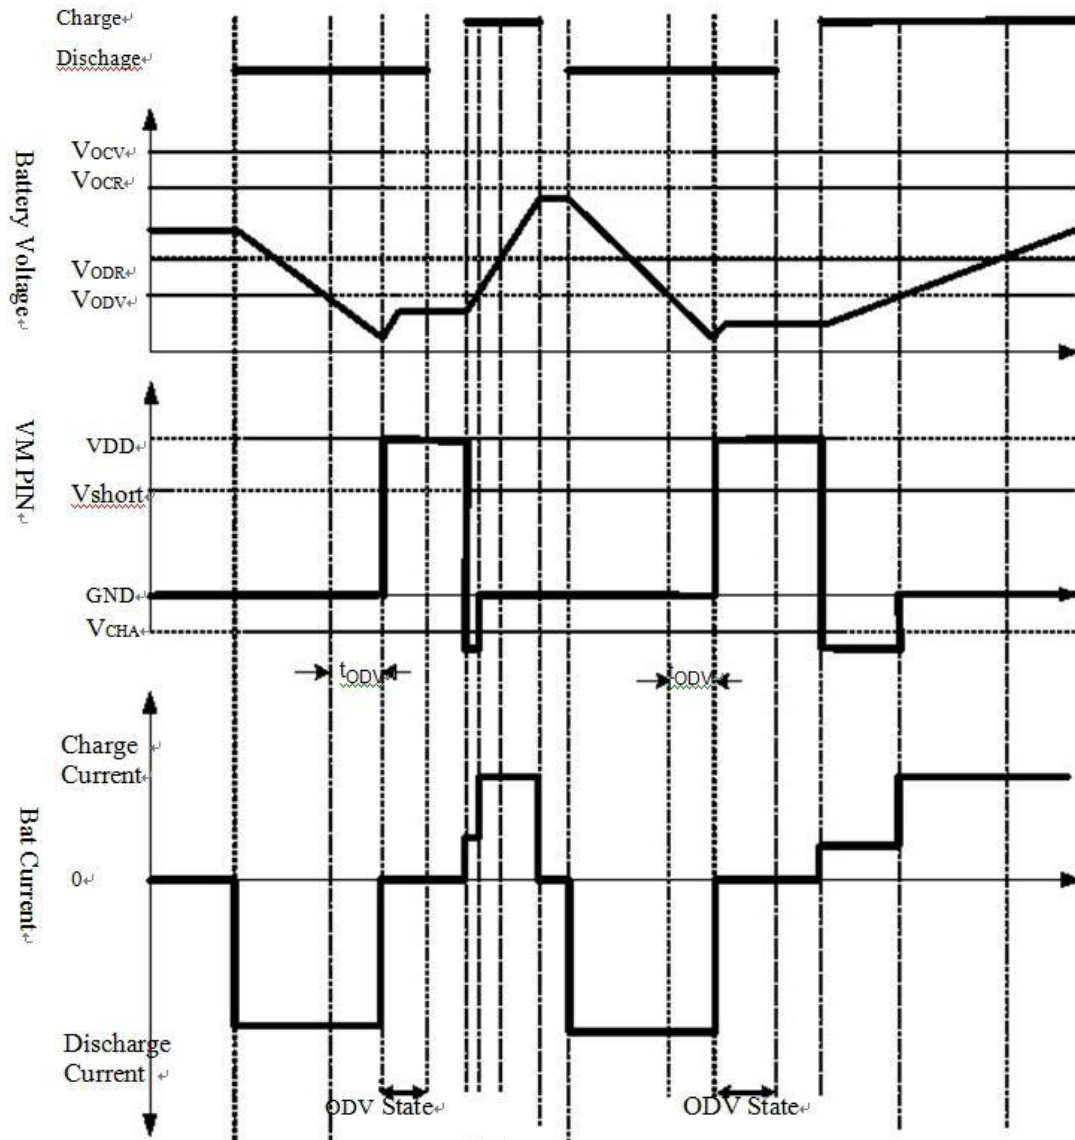 Charge
Dischage
Battery Voltage
VOCV
VOCR
VODR
VODV
VM PIN
VDD
Vshort
GND
VCHA
tODV
tODV
Bat Current
Charge
Current
0
Discharge
Current
ODV State
ODV State